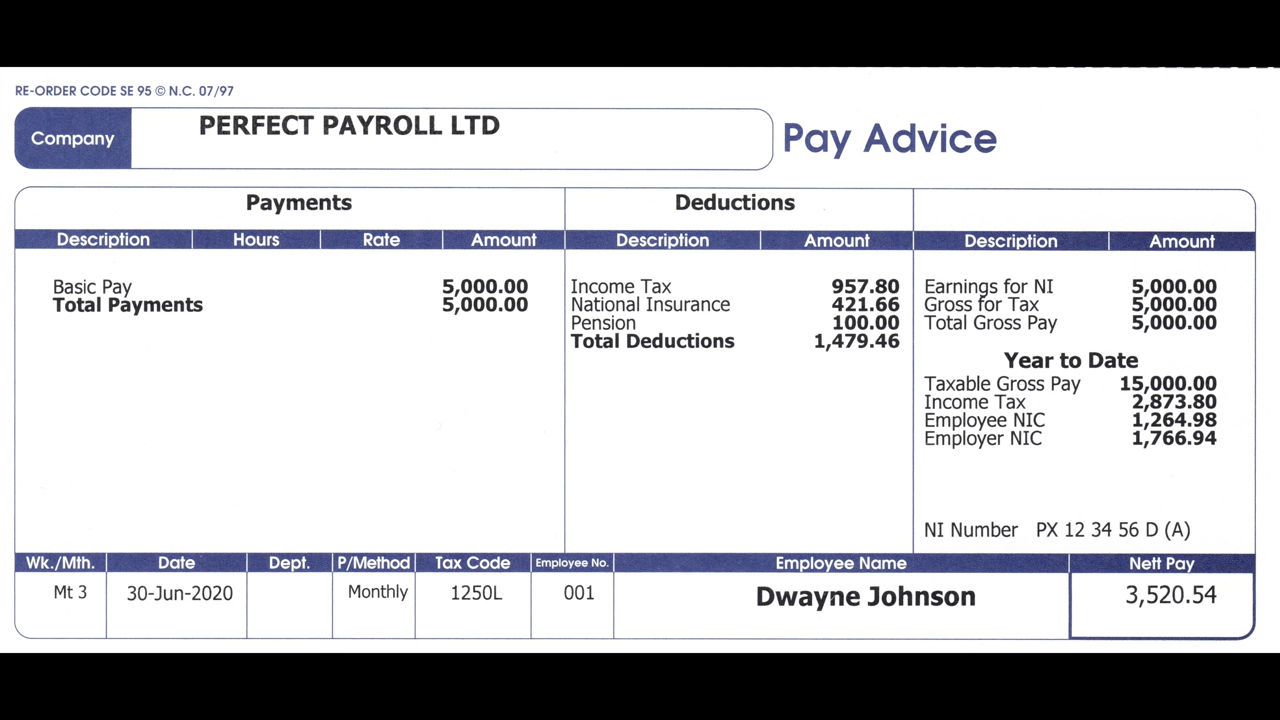 RE-ORDER CODE SE 95 © N.C. 07/97
Company PERFECT PAYROLL LTD Pay Advice
Payments Deductions
Description Hours Rate Amount Description Amount Description Amount
Basic Pay 5,000.00 Income Tax 957.80 Earnings for NI 5,000.00
Total Payments 5,000.00 National Insurance 421.66 Gross for Tax 5,000.00
Pension 100.00 Total Gross Pay 5,000.00
Total Deductions 1,479.46
Year to Date
Taxable Gross Pay 15,000.00
Income Tax 2,873.80
Employee NIC 1,264.98
Employer NIC 1,766.94
NI Number PX 12 34 56 D (A)
Wk./Mth. Date Dept. P/Method Tax Code Employee No. Employee Name Nett Pay
Mt 3 30-Jun-2020 Monthly 1250L 001 Dwayne Johnson 3,520.54